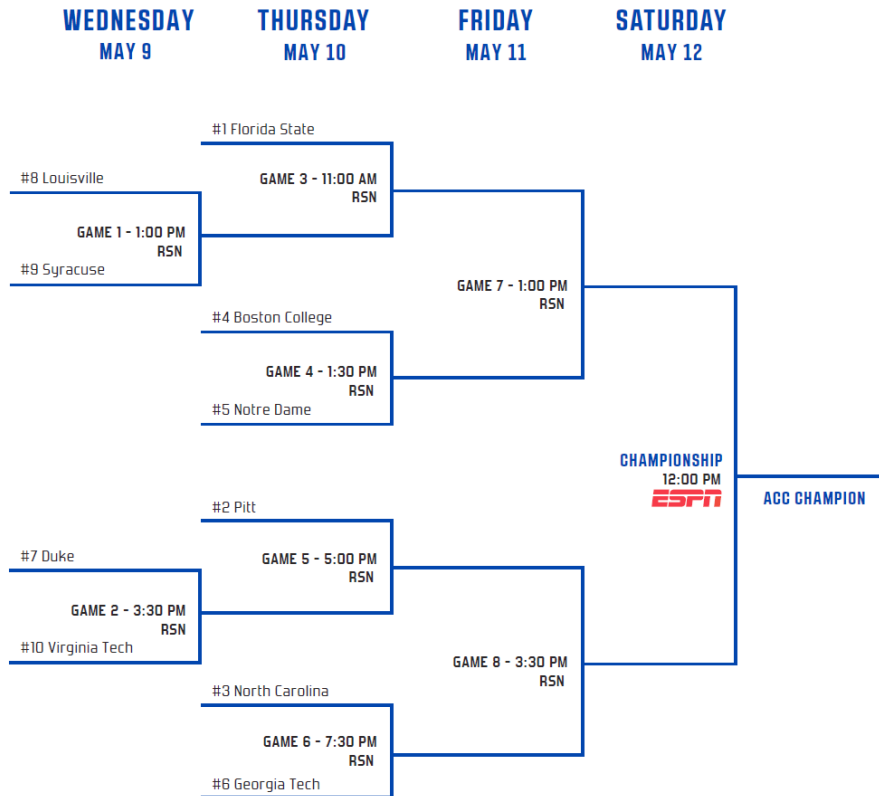 WEDNESDAY
MAY 9
THURSDAY
MAY 10
FRIDAY
MAY 11
SATURDAY
MAY 12
#1 Florida State
#8 Louisville
GAME 3 - 11:00 AM
RSN
GAME 1 - 1:00 PM
RSN
#9 Syracuse
GAME 7 - 1:00 PM
RSN
#4 Boston College
GAME 4 - 1:30 PM
RSN
#5 Notre Dame
CHAMPIONSHIP
12:00 PM
ESPN
ACC CHAMPION
#2 Pitt
#7 Duke
GAME 5 - 5:00 PM
RSN
GAME 2 - 3:30 PM
RSN
#10 Virginia Tech
GAME 8 - 3:30 PM
RSN
#3 North Carolina
GAME 6 - 7:30 PM
RSN
#6 Georgia Tech